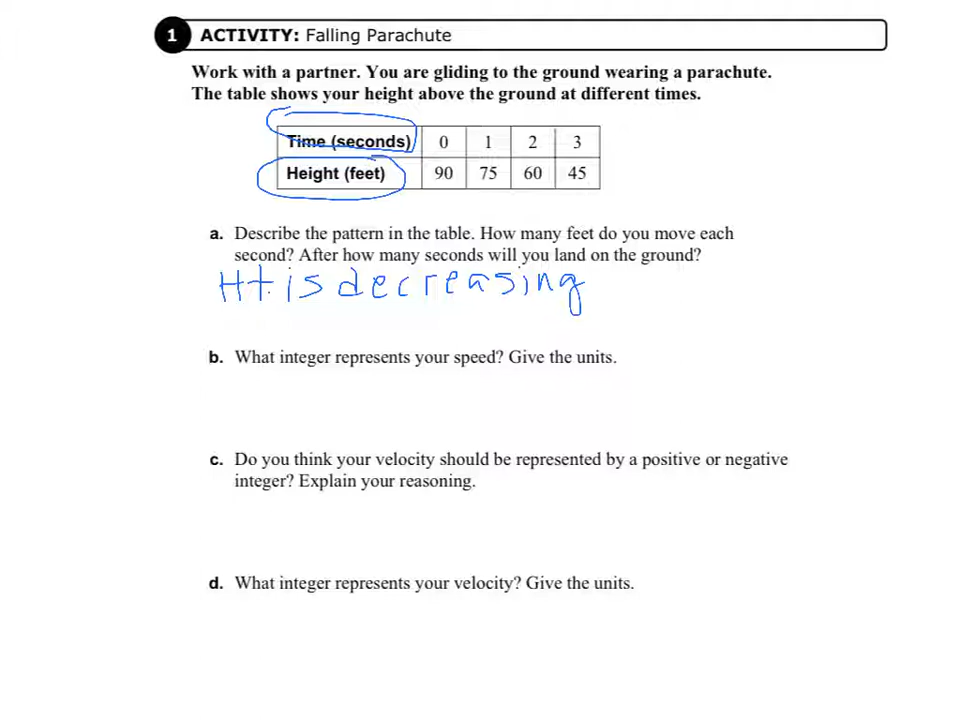 1 ACTIVITY: Falling Parachute
Work with a partner. You are gliding to the ground wearing a parachute.
The table shows your height above the ground at different times.
Time (seconds) 0 1 2 3
Height (feet) 90 75 60 45
a. Describe the pattern in the table. How many feet do you move each
second? After how many seconds will you land on the ground?
Ht is decreasing
b. What integer represents your speed? Give the units.
c. Do you think your velocity should be represented by a positive or negative
integer? Explain your reasoning.
d. What integer represents your velocity? Give the units.